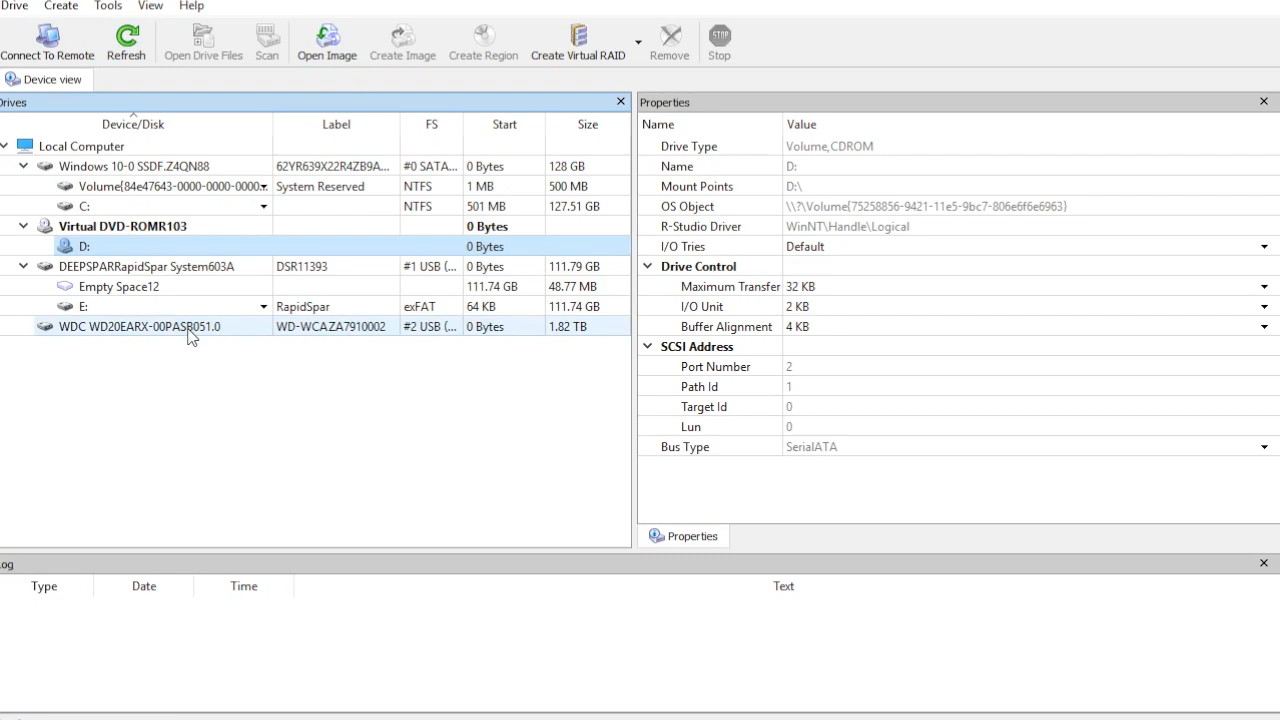 Drive Create Tools View Help
Connect To Remote Refresh Open Drive Files Scan Open Image Create Image Create Region Create Virtual RAID Remove STOP Stop
Device view
Drives
Device/Disk Label FS Start Size
Local Computer
Windows 10-0 SSDF.Z4QN88 62YR639X22R4ZB9A... #0 SATA... 0 Bytes 128 GB
Volume{84e47643-0000-0000-0000. System Reserved NTFS 1 MB 500 MB
C: NTFS 501 MB 127.51 GB
Virtual DVD-ROMR103 0 Bytes
D: 0 Bytes
DEEPSPARRapidSpar System603A DSR11393 #1 USB (... 0 Bytes 111.79 GB
Empty Space12 111.74 GB 48.77 MB
E: RapidSpar exFAT 64 KB 111.74 GB
WDC WD20EARX-00PASB051.0 WD-WCAZA7910002 #2 USB (... 0 Bytes 1.82 TB
Properties
Name Value
Drive Type Volume,CDROM
Name D:
Mount Points D:\
OS Object \\?\Volume{75258856-9421-11e5-9bc7-806e6f6e6963}
R-Studio Driver WinNT\Handle\Logical
I/O Tries Default
Drive Control
Maximum Transfer 32 KB
I/O Unit 2 KB
Buffer Alignment 4 KB
SCSI Address
Port Number 2
Path Id 1
Target Id 0
Lun 0
Bus Type SerialATA
Properties
og
Type Date Time Text